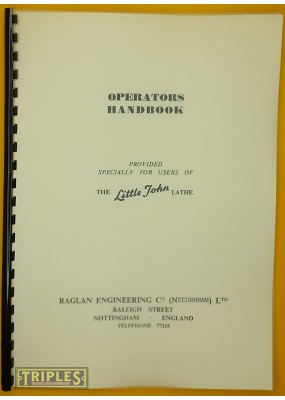 OPERATORS
HANDBOOK
PROVIDED
SPECIALLY FOR USERS OF
THE Little John LATHE
RAGLAN ENGINEERING Co (NOTTINGHAM) LTD
RALEIGH STREET
NOTTINGHAM - ENGLAND
TELEPHONE 77215
TRIPLES